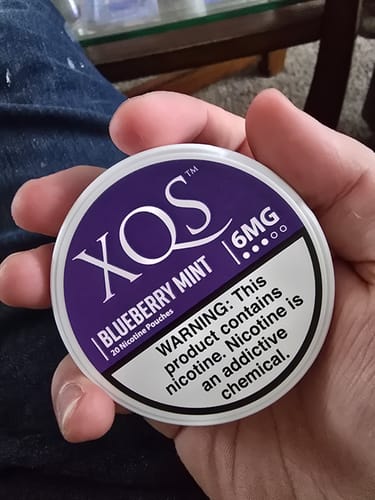 XQS™
6MG
BLUEBERRY MINT
20 Nicotine Pouches
WARNING: This
product contains
nicotine. Nicotine is
an addictive
chemical.